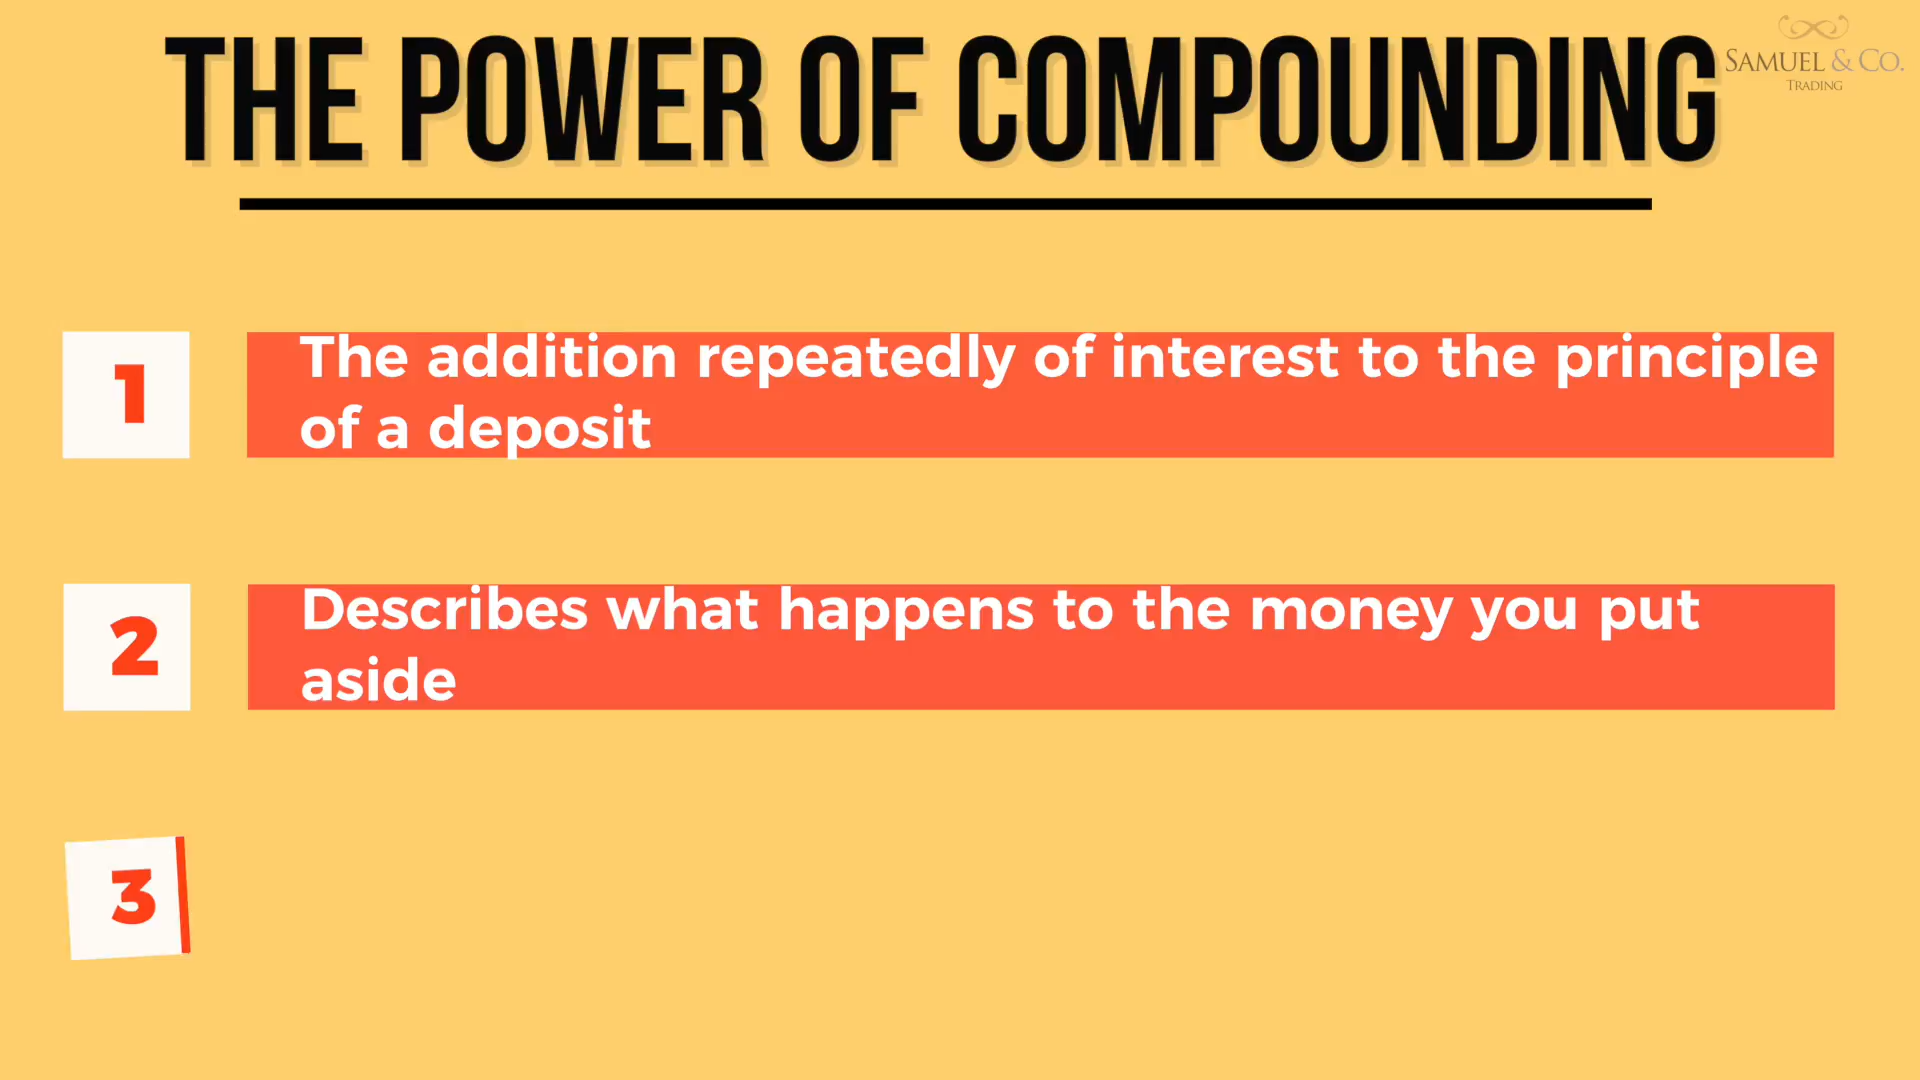 THE POWER OF COMPOUNDING
SAMUEL & CO.
TRADING
1
The addition repeatedly of interest to the principle
of a deposit
2
Describes what happens to the money you put
aside
3